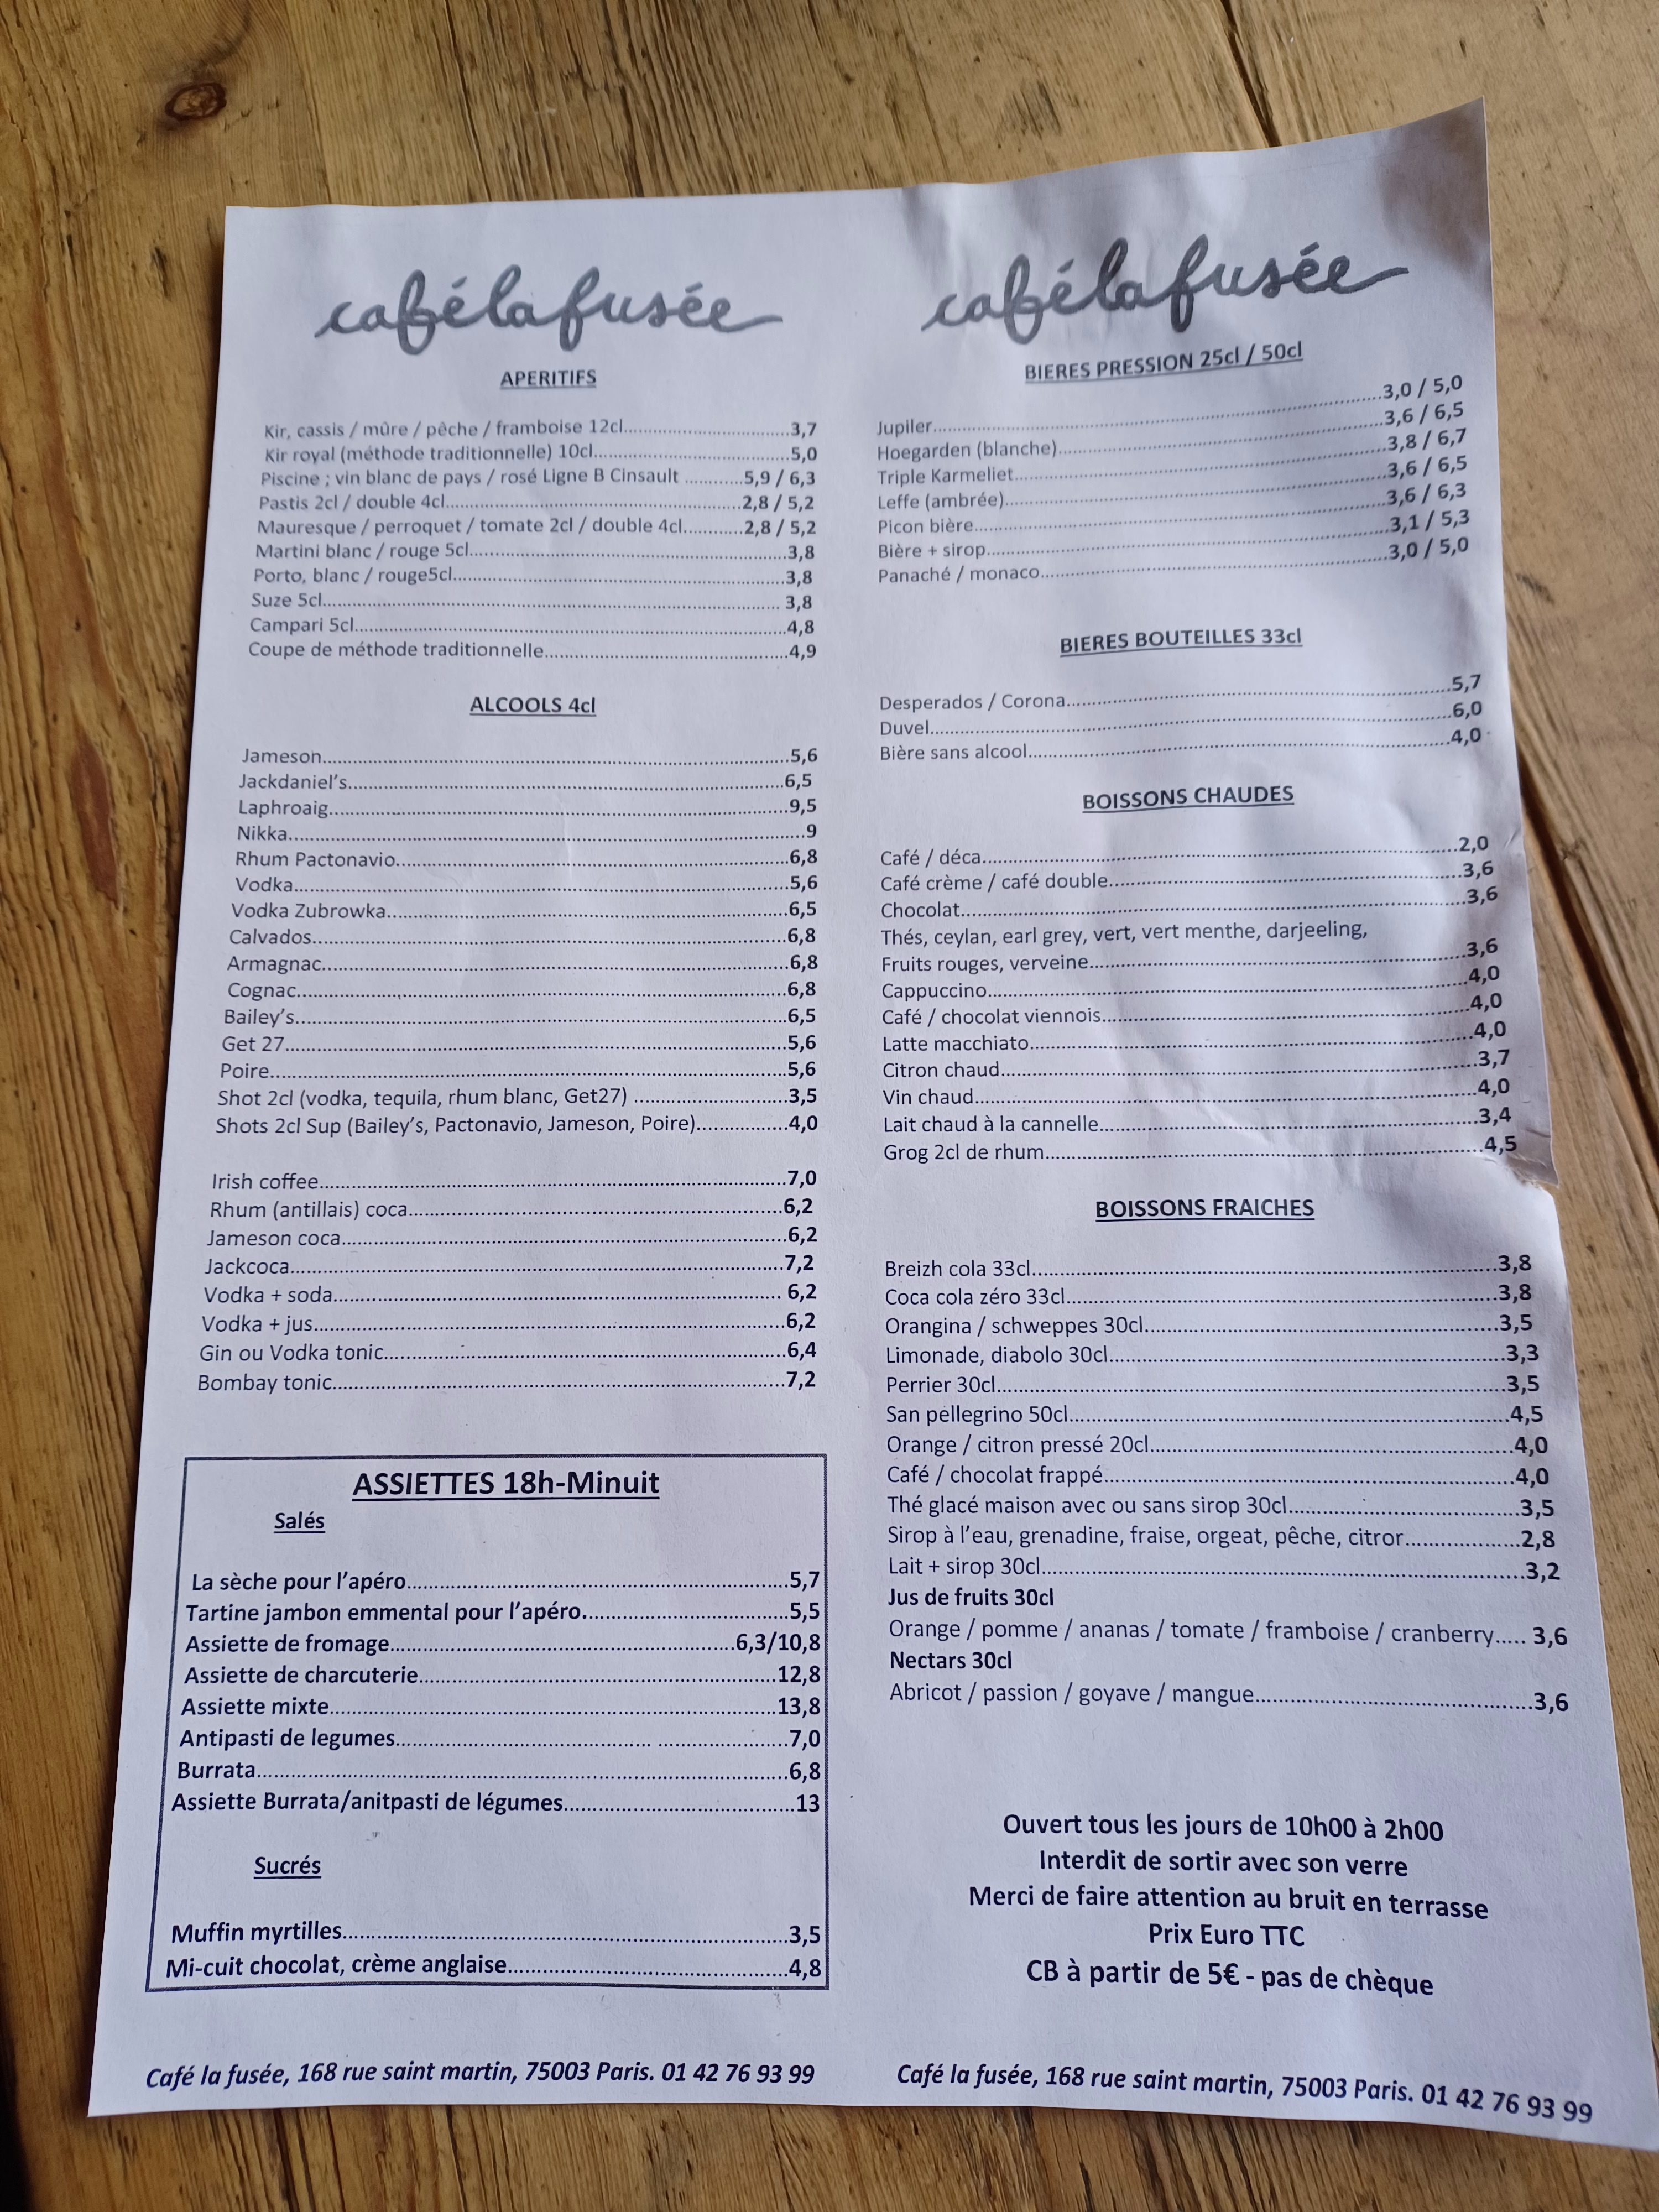 cafélafusée
APERITIFS
Kir, cassis / mûre / pêche / framboise 12cl..........3,7
Kir royal (méthode traditionnelle) 10cl..........5,0
Piscine ; vin blanc de pays / rosé Ligne B Cinsault ..........5,9 / 6,3
Pastis 2cl / double 4cl..........2,8 / 5,2
Mauresque / perroquet / tomate 2cl / double 4cl..........2,8 / 5,2
Martini blanc / rouge 5cl..........3,8
Porto, blanc / rouge5cl..........3,8
Suze 5cl.......... 3,8
Campari 5cl..........4,8
Coupe de méthode traditionnelle..........4,9
ALCOOLS 4cl
Jameson..........5,6
Jackdaniel’s..........6,5
Laphroaig..........9,5
Nikka..........9
Rhum Pactonavio..........6,8
Vodka..........5,6
Vodka Zubrowka..........6,5
Calvados..........6,8
Armagnac..........6,8
Cognac..........6,8
Bailey’s..........6,5
Get 27..........5,6
Poire..........5,6
Shot 2cl (vodka, tequila, rhum blanc, Get27) ..........3,5
Shots 2cl Sup (Bailey’s, Pactonavio, Jameson, Poire)..........4,0
Irish coffee..........7,0
Rhum (antillais) coca..........6,2
Jameson coca..........6,2
Jackcoca..........7,2
Vodka + soda.......... 6,2
Vodka + jus..........6,2
Gin ou Vodka tonic..........6,4
Bombay tonic..........7,2
ASSIETTES 18h-Minuit
Salés
La sèche pour l’apéro..........5,7
Tartine jambon emmental pour l’apéro..........5,5
Assiette de fromage..........6,3/10,8
Assiette de charcuterie..........12,8
Assiette mixte..........13,8
Antipasti de legumes..........7,0
Burrata..........6,8
Assiette Burrata/anitpasti de légumes..........13
Sucrés
Muffin myrtilles..........3,5
Mi-cuit chocolat, crème anglaise..........4,8
Café la fusée, 168 rue saint martin, 75003 Paris. 01 42 76 93 99
cafélafusée
BIERES PRESSION 25cl / 50cl
Jupiler..........3,0 / 5,0
Hoegarden (blanche)..........3,6 / 6,5
Triple Karmeliet..........3,8 / 6,7
Leffe (ambrée)..........3,6 / 6,5
Picon bière..........3,6 / 6,3
Bière + sirop..........3,1 / 5,3
Panaché / monaco..........3,0 / 5,0
BIERES BOUTEILLES 33cl
Desperados / Corona..........5,7
Duvel..........6,0
Bière sans alcool..........4,0
BOISSONS CHAUDES
Café / déca..........2,0
Café crème / café double..........3,6
Chocolat..........3,6
Thés, ceylan, earl grey, vert, vert menthe, darjeeling,
Fruits rouges, verveine..........3,6
Cappuccino..........4,0
Café / chocolat viennois..........4,0
Latte macchiato..........4,0
Citron chaud..........3,7
Vin chaud..........4,0
Lait chaud à la cannelle..........3,4
Grog 2cl de rhum..........4,5
BOISSONS FRAICHES
Breizh cola 33cl..........3,8
Coca cola zéro 33cl..........3,8
Orangina / schweppes 30cl..........3,5
Limonade, diabolo 30cl..........3,3
Perrier 30cl..........3,5
San pellegrino 50cl..........4,5
Orange / citron pressé 20cl..........4,0
Café / chocolat frappé..........4,0
Thé glacé maison avec ou sans sirop 30cl..........3,5
Sirop à l’eau, grenadine, fraise, orgeat, pêche, citror..........2,8
Lait + sirop 30cl..........3,2
Jus de fruits 30cl
Orange / pomme / ananas / tomate / framboise / cranberry..... 3,6
Nectars 30cl
Abricot / passion / goyave / mangue..........3,6
Ouvert tous les jours de 10h00 à 2h00
Interdit de sortir avec son verre
Merci de faire attention au bruit en terrasse
Prix Euro TTC
CB à partir de 5€ - pas de chèque
Café la fusée, 168 rue saint martin, 75003 Paris. 01 42 76 93 99